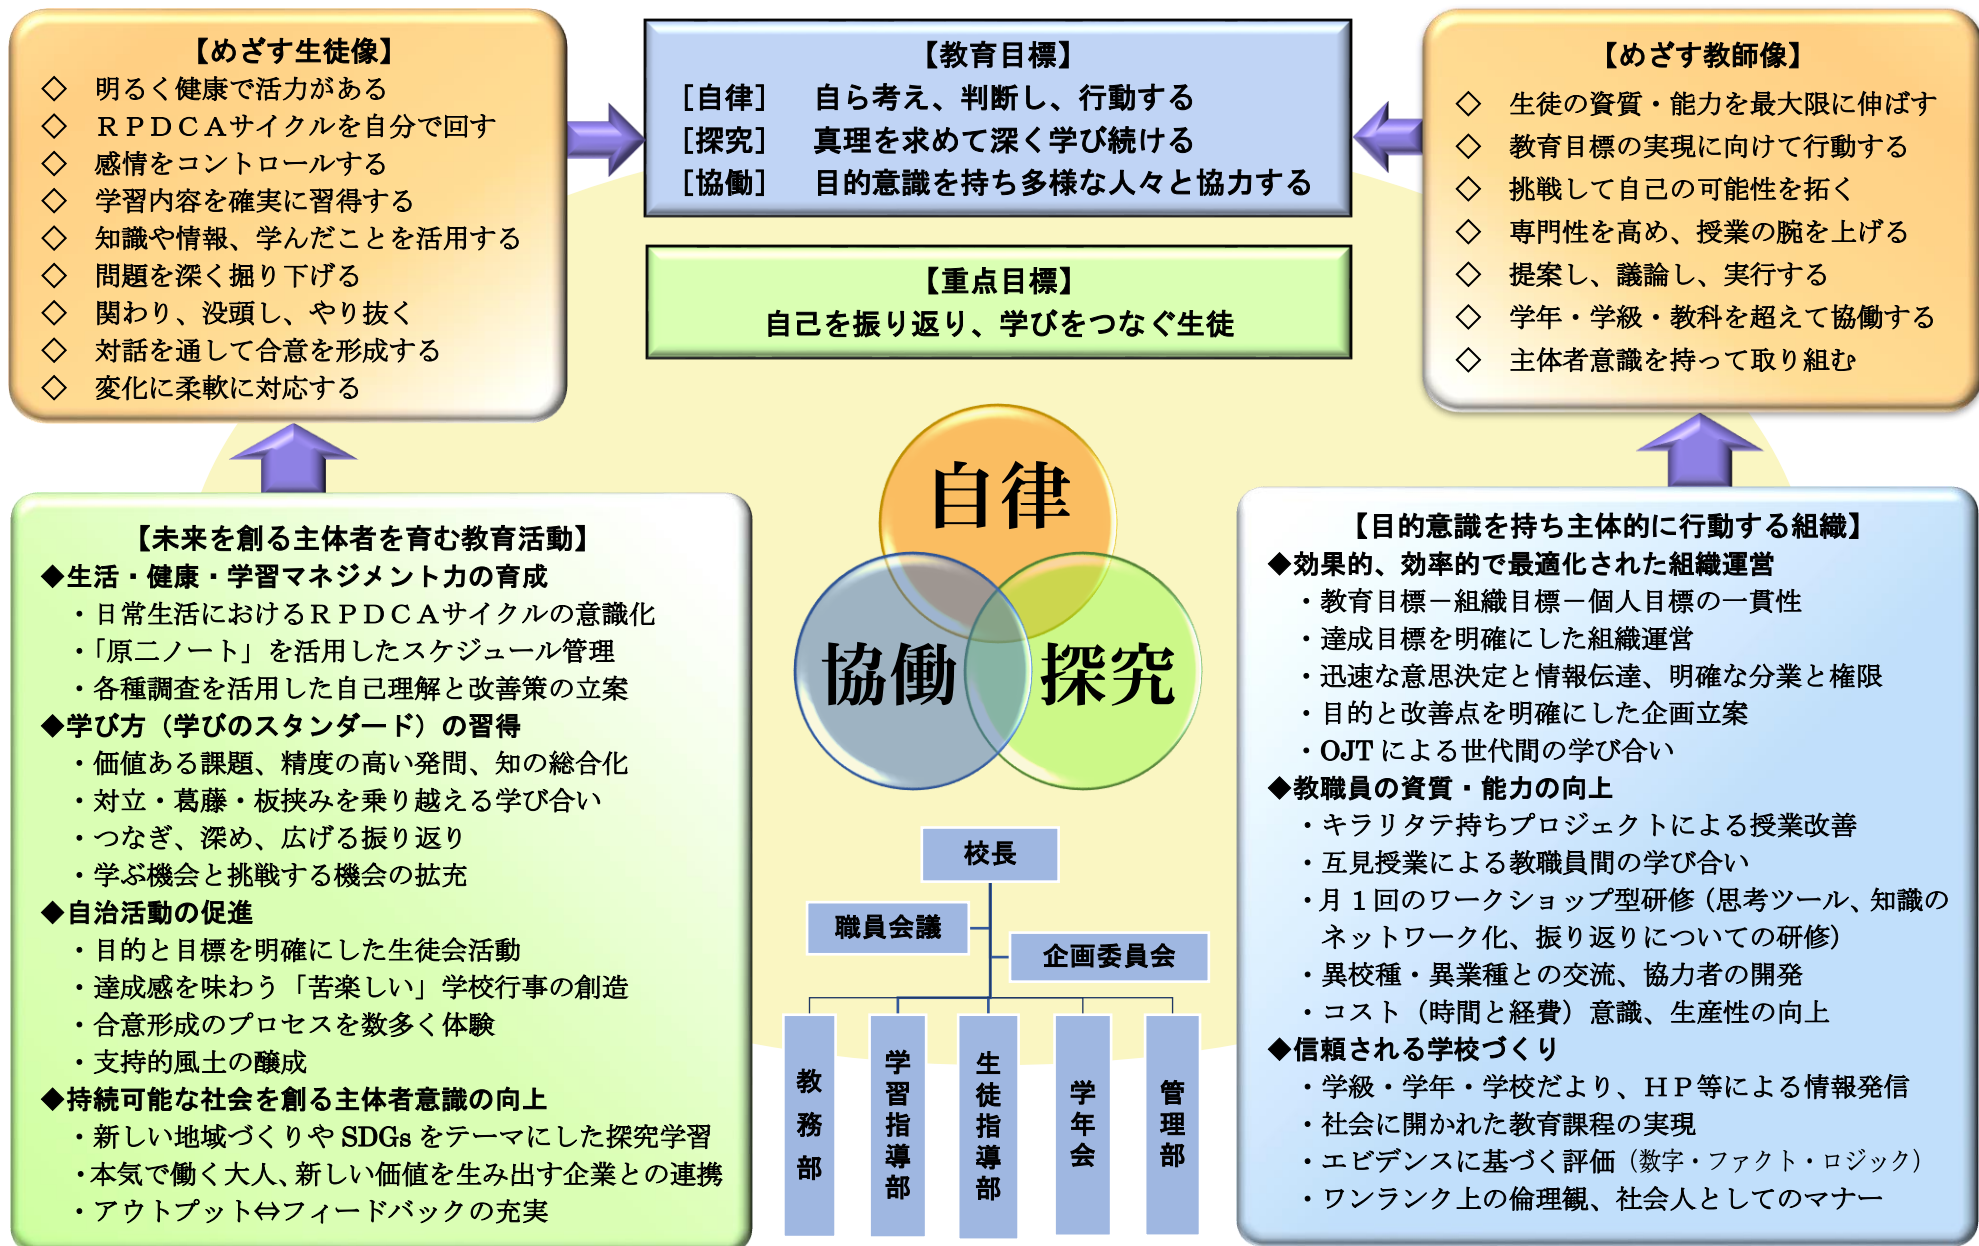 【めざす生徒像】
◇ 明るく健康で活力がある
◇ ＲＰＤＣＡサイクルを自分で回す
◇ 感情をコントロールする
◇ 学習内容を確実に習得する
◇ 知識や情報、学んだことを活用する
◇ 問題を深く掘り下げる
◇ 関わり、没頭し、やり抜く
◇ 対話を通して合意を形成する
◇ 変化に柔軟に対応する
【教育目標】
［自律］ 自ら考え、判断し、行動する
［探究］ 真理を求めて深く学び続ける
［協働］ 目的意識を持ち多様な人々と協力する
【重点目標】
自己を振り返り、学びをつなぐ生徒
【めざす教師像】
◇ 生徒の資質・能力を最大限に伸ばす
◇ 教育目標の実現に向けて行動する
◇ 挑戦して自己の可能性を拓く
◇ 専門性を高め、授業の腕を上げる
◇ 提案し、議論し、実行する
◇ 学年・学級・教科を超えて協働する
◇ 主体者意識を持って取り組む
【未来を創る主体者を育む教育活動】
◆生活・健康・学習マネジメント力の育成
・日常生活におけるＲＰＤＣＡサイクルの意識化
・「原二ノート」を活用したスケジュール管理
・各種調査を活用した自己理解と改善策の立案
◆学び方（学びのスタンダード）の習得
・価値ある課題、精度の高い発問、知の総合化
・対立・葛藤・板挟みを乗り越える学び合い
・つなぎ、深め、広げる振り返り
・学ぶ機会と挑戦する機会の拡充
◆自治活動の促進
・目的と目標を明確にした生徒会活動
・達成感を味わう「苦楽しい」学校行事の創造
・合意形成のプロセスを数多く体験
・支持的風土の醸成
◆持続可能な社会を創る主体者意識の向上
・新しい地域づくりや SDGs をテーマにした探究学習
・本気で働く大人、新しい価値を生み出す企業との連携
・アウトプット⇔フィードバックの充実
自律
協働
探究
校長
職員会議
企画委員会
教務部
学習指導部
生徒指導部
学年会
管理部
【目的意識を持ち主体的に行動する組織】
◆効果的、効率的で最適化された組織運営
・教育目標－組織目標－個人目標の一貫性
・達成目標を明確にした組織運営
・迅速な意思決定と情報伝達、明確な分業と権限
・目的と改善点を明確にした企画立案
・OJT による世代間の学び合い
◆教職員の資質・能力の向上
・キラリタテ持ちプロジェクトによる授業改善
・互見授業による教職員間の学び合い
・月１回のワークショップ型研修（思考ツール、知識の
ネットワーク化、振り返りについての研修）
・異校種・異業種との交流、協力者の開発
・コスト（時間と経費）意識、生産性の向上
◆信頼される学校づくり
・学級・学年・学校だより、ＨＰ等による情報発信
・社会に開かれた教育課程の実現
・エビデンスに基づく評価（数字・ファクト・ロジック）
・ワンランク上の倫理観、社会人としてのマナー